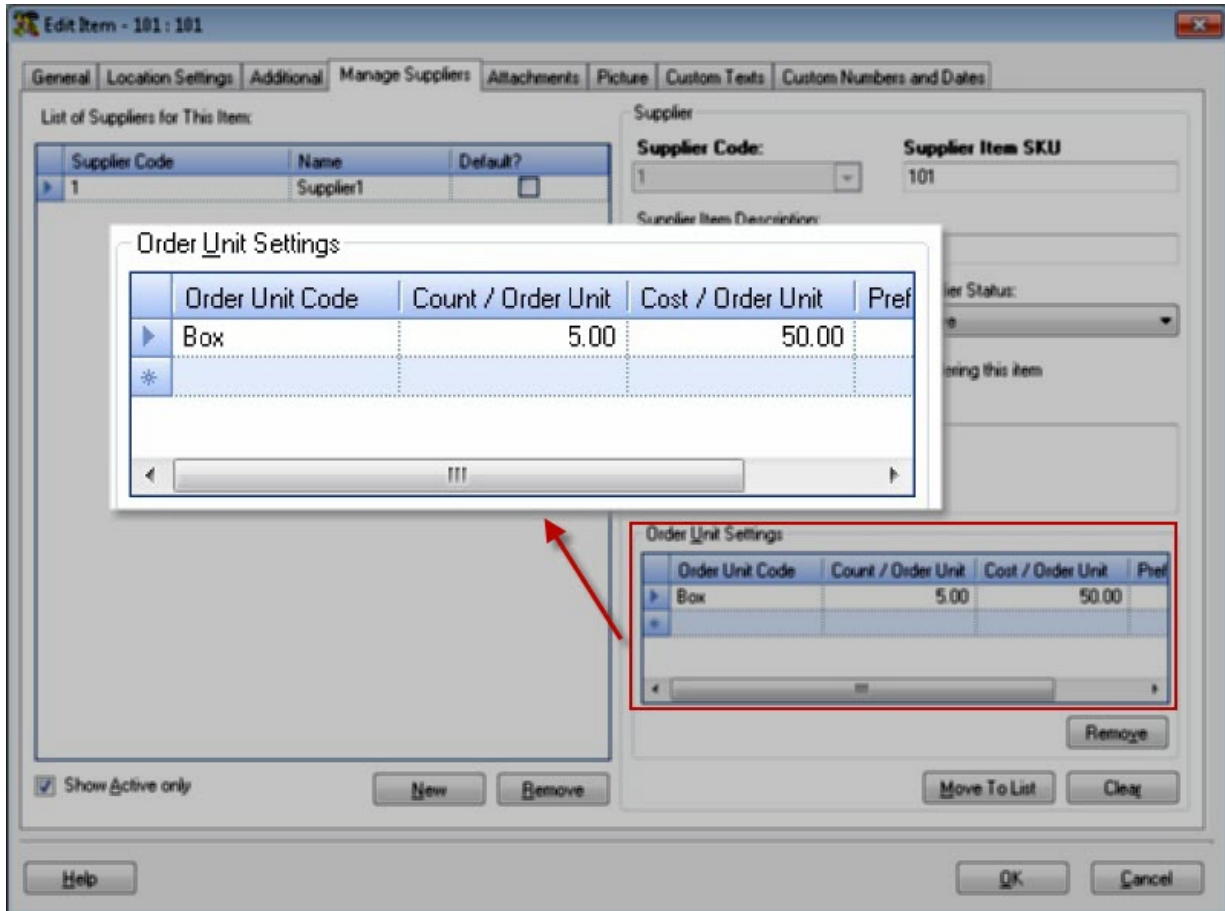 Edit Item - 101 : 101
General Location Settings Additional Manage Suppliers Attachments Picture Custom Texts Custom Numbers and Dates
List of Suppliers for This Item:
Supplier Code Name Default?
1 Supplier1
Supplier
Supplier Code: Supplier Item SKU
1 101
Supplier Item Description:
Order Unit Settings
Order Unit Code Count / Order Unit Cost / Order Unit Pref
Box 5.00 50.00
ier Status:
e
ering this item
Order Unit Settings
Order Unit Code Count / Order Unit Cost / Order Unit Pref
Box 5.00 50.00
Remove
Show Active only New Remove
Move To List Clear
Help OK Cancel